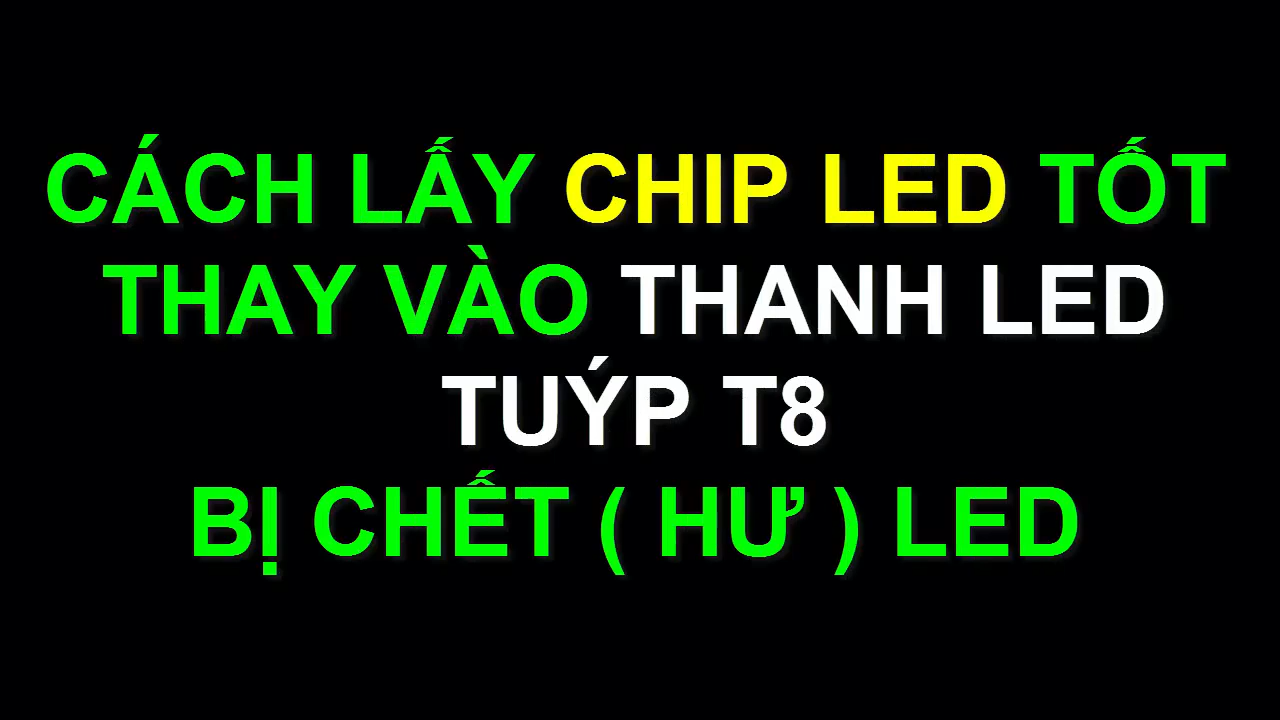 CÁCH LẤY CHIP LED TỐT
THAY VÀO THANH LED
TUÝP T8
BỊ CHẾT ( HƯ ) LED